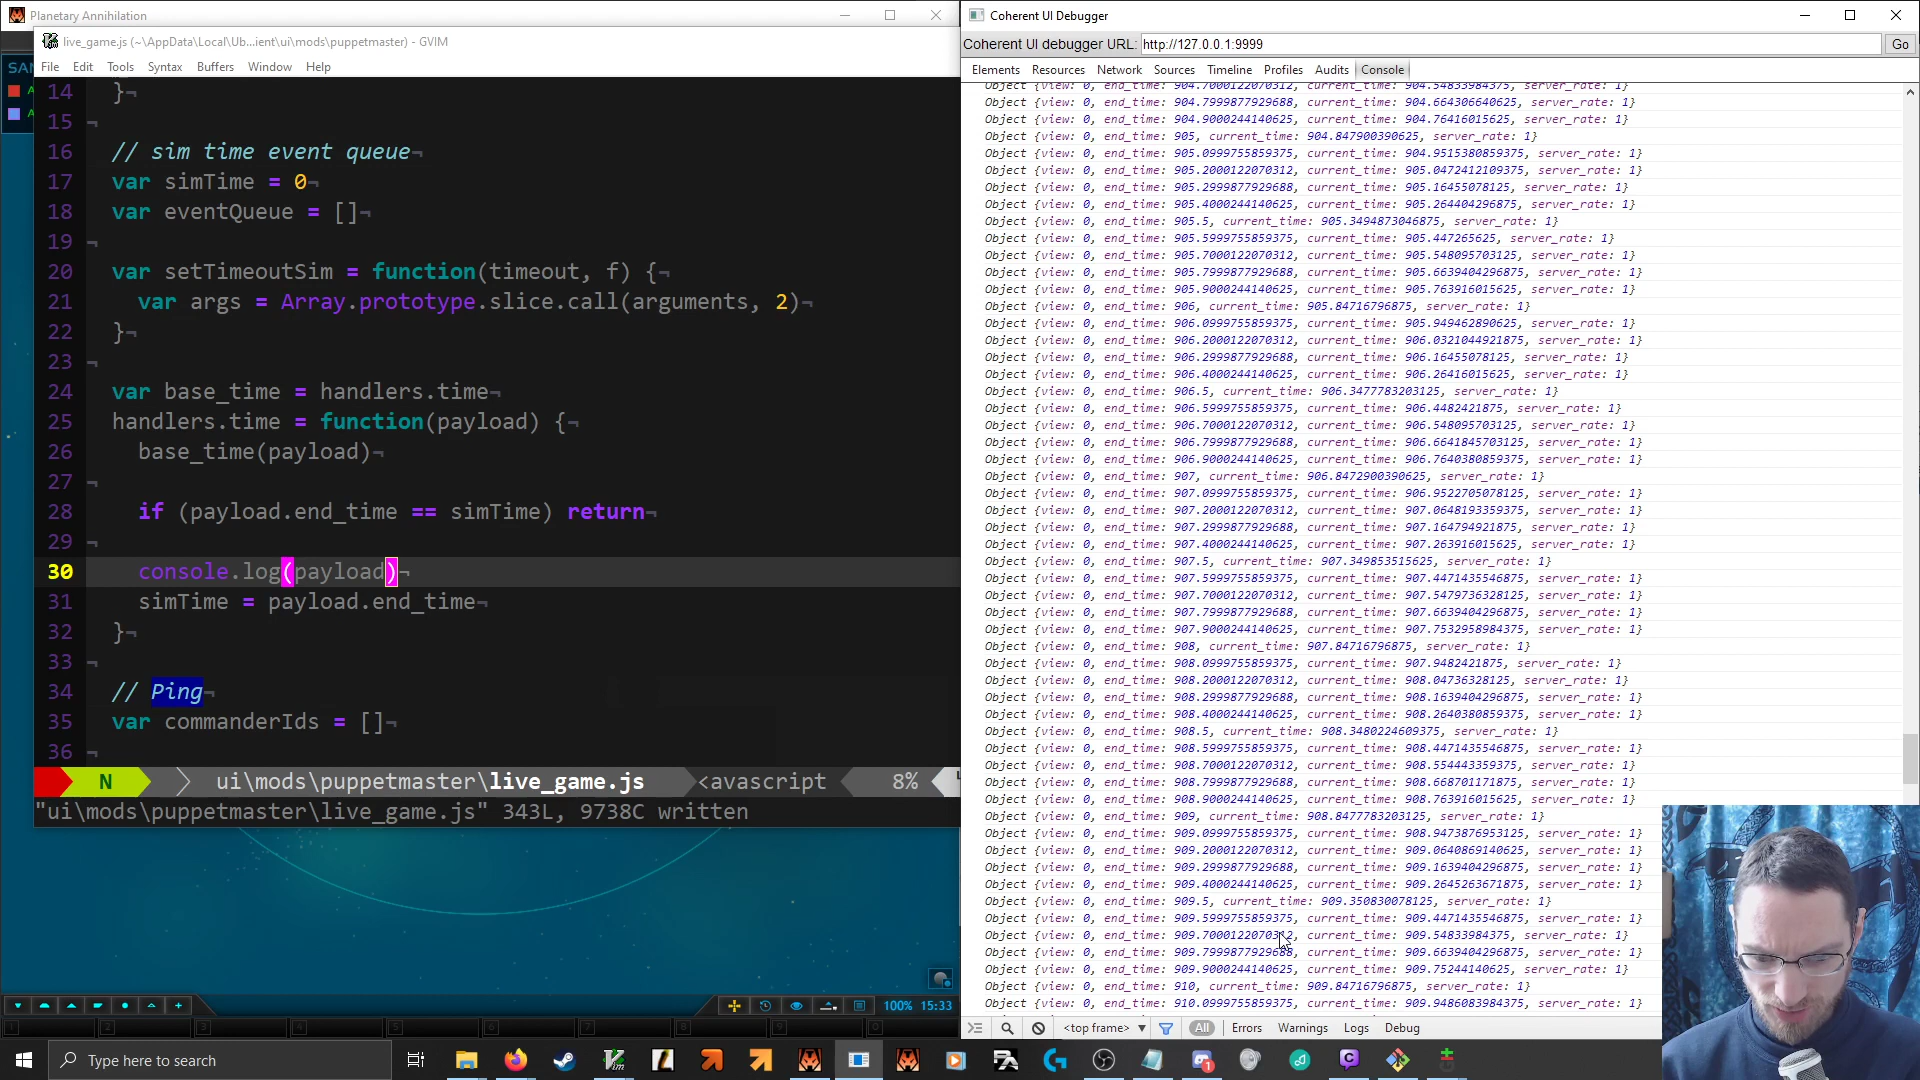 Planetary Annihilation
live_game.js (~\AppData\Local\Ub...ient\ui\mods\puppetmaster) - GVIM
File Edit Tools Syntax Buffers Window Help
14 }¬
15 ¬
16 // sim time event queue¬
17 var simTime = 0¬
18 var eventQueue = []¬
19 ¬
20 var setTimeoutSim = function(timeout, f) {¬
21 var args = Array.prototype.slice.call(arguments, 2)¬
22 }¬
23 ¬
24 var base_time = handlers.time¬
25 handlers.time = function(payload) {¬
26 base_time(payload)¬
27 ¬
28 if (payload.end_time == simTime) return¬
29 ¬
30 console.log(payload)¬
31 simTime = payload.end_time¬
32 }¬
33 ¬
34 // Ping¬
35 var commanderIds = []¬
36 ¬
N ui\mods\puppetmaster\live_game.js <avascript 8%
"ui\mods\puppetmaster\live_game.js" 343L, 9738C written
100% 15:33
1 2 3 4 5 6 7 8 9 0
Coherent UI Debugger
Coherent UI debugger URL: http://127.0.0.1:9999 Go
Elements Resources Network Sources Timeline Profiles Audits Console
Object {view: 0, end_time: 904.7000122070312, current_time: 904.54833984375, server_rate: 1}
Object {view: 0, end_time: 904.7999877929688, current_time: 904.664306640625, server_rate: 1}
Object {view: 0, end_time: 904.9000244140625, current_time: 904.76416015625, server_rate: 1}
Object {view: 0, end_time: 905, current_time: 904.847900390625, server_rate: 1}
Object {view: 0, end_time: 905.0999755859375, current_time: 904.9515380859375, server_rate: 1}
Object {view: 0, end_time: 905.2000122070312, current_time: 905.0472412109375, server_rate: 1}
Object {view: 0, end_time: 905.2999877929688, current_time: 905.16455078125, server_rate: 1}
Object {view: 0, end_time: 905.4000244140625, current_time: 905.264404296875, server_rate: 1}
Object {view: 0, end_time: 905.5, current_time: 905.3494873046875, server_rate: 1}
Object {view: 0, end_time: 905.5999755859375, current_time: 905.447265625, server_rate: 1}
Object {view: 0, end_time: 905.7000122070312, current_time: 905.548095703125, server_rate: 1}
Object {view: 0, end_time: 905.7999877929688, current_time: 905.6639404296875, server_rate: 1}
Object {view: 0, end_time: 905.9000244140625, current_time: 905.763916015625, server_rate: 1}
Object {view: 0, end_time: 906, current_time: 905.84716796875, server_rate: 1}
Object {view: 0, end_time: 906.0999755859375, current_time: 905.949462890625, server_rate: 1}
Object {view: 0, end_time: 906.2000122070312, current_time: 906.0321044921875, server_rate: 1}
Object {view: 0, end_time: 906.2999877929688, current_time: 906.16455078125, server_rate: 1}
Object {view: 0, end_time: 906.4000244140625, current_time: 906.26416015625, server_rate: 1}
Object {view: 0, end_time: 906.5, current_time: 906.3477783203125, server_rate: 1}
Object {view: 0, end_time: 906.5999755859375, current_time: 906.4482421875, server_rate: 1}
Object {view: 0, end_time: 906.7000122070312, current_time: 906.548095703125, server_rate: 1}
Object {view: 0, end_time: 906.7999877929688, current_time: 906.6641845703125, server_rate: 1}
Object {view: 0, end_time: 906.9000244140625, current_time: 906.7640380859375, server_rate: 1}
Object {view: 0, end_time: 907, current_time: 906.8472900390625, server_rate: 1}
Object {view: 0, end_time: 907.0999755859375, current_time: 906.9522705078125, server_rate: 1}
Object {view: 0, end_time: 907.2000122070312, current_time: 907.0648193359375, server_rate: 1}
Object {view: 0, end_time: 907.2999877929688, current_time: 907.164794921875, server_rate: 1}
Object {view: 0, end_time: 907.4000244140625, current_time: 907.263916015625, server_rate: 1}
Object {view: 0, end_time: 907.5, current_time: 907.349853515625, server_rate: 1}
Object {view: 0, end_time: 907.5999755859375, current_time: 907.4471435546875, server_rate: 1}
Object {view: 0, end_time: 907.7000122070312, current_time: 907.5479736328125, server_rate: 1}
Object {view: 0, end_time: 907.7999877929688, current_time: 907.6639404296875, server_rate: 1}
Object {view: 0, end_time: 907.9000244140625, current_time: 907.7532958984375, server_rate: 1}
Object {view: 0, end_time: 908, current_time: 907.84716796875, server_rate: 1}
Object {view: 0, end_time: 908.0999755859375, current_time: 907.9482421875, server_rate: 1}
Object {view: 0, end_time: 908.2000122070312, current_time: 908.04736328125, server_rate: 1}
Object {view: 0, end_time: 908.2999877929688, current_time: 908.1639404296875, server_rate: 1}
Object {view: 0, end_time: 908.4000244140625, current_time: 908.2640380859375, server_rate: 1}
Object {view: 0, end_time: 908.5, current_time: 908.3480224609375, server_rate: 1}
Object {view: 0, end_time: 908.5999755859375, current_time: 908.4471435546875, server_rate: 1}
Object {view: 0, end_time: 908.7000122070312, current_time: 908.554443359375, server_rate: 1}
Object {view: 0, end_time: 908.7999877929688, current_time: 908.668701171875, server_rate: 1}
Object {view: 0, end_time: 908.9000244140625, current_time: 908.763916015625, server_rate: 1}
Object {view: 0, end_time: 909, current_time: 908.8477783203125, server_rate: 1}
Object {view: 0, end_time: 909.0999755859375, current_time: 908.9473876953125, server_rate: 1}
Object {view: 0, end_time: 909.2000122070312, current_time: 909.0640869140625, server_rate: 1}
Object {view: 0, end_time: 909.2999877929688, current_time: 909.1639404296875, server_rate: 1}
Object {view: 0, end_time: 909.4000244140625, current_time: 909.2645263671875, server_rate: 1}
Object {view: 0, end_time: 909.5, current_time: 909.350830078125, server_rate: 1}
Object {view: 0, end_time: 909.5999755859375, current_time: 909.4471435546875, server_rate: 1}
Object {view: 0, end_time: 909.7000122070312, current_time: 909.54833984375, server_rate: 1}
Object {view: 0, end_time: 909.7999877929688, current_time: 909.6639404296875, server_rate: 1}
Object {view: 0, end_time: 909.9000244140625, current_time: 909.75244140625, server_rate: 1}
Object {view: 0, end_time: 910, current_time: 909.84716796875, server_rate: 1}
Object {view: 0, end_time: 910.0999755859375, current_time: 909.9486083984375, server_rate: 1}
<top frame> All Errors Warnings Logs Debug
Type here to search